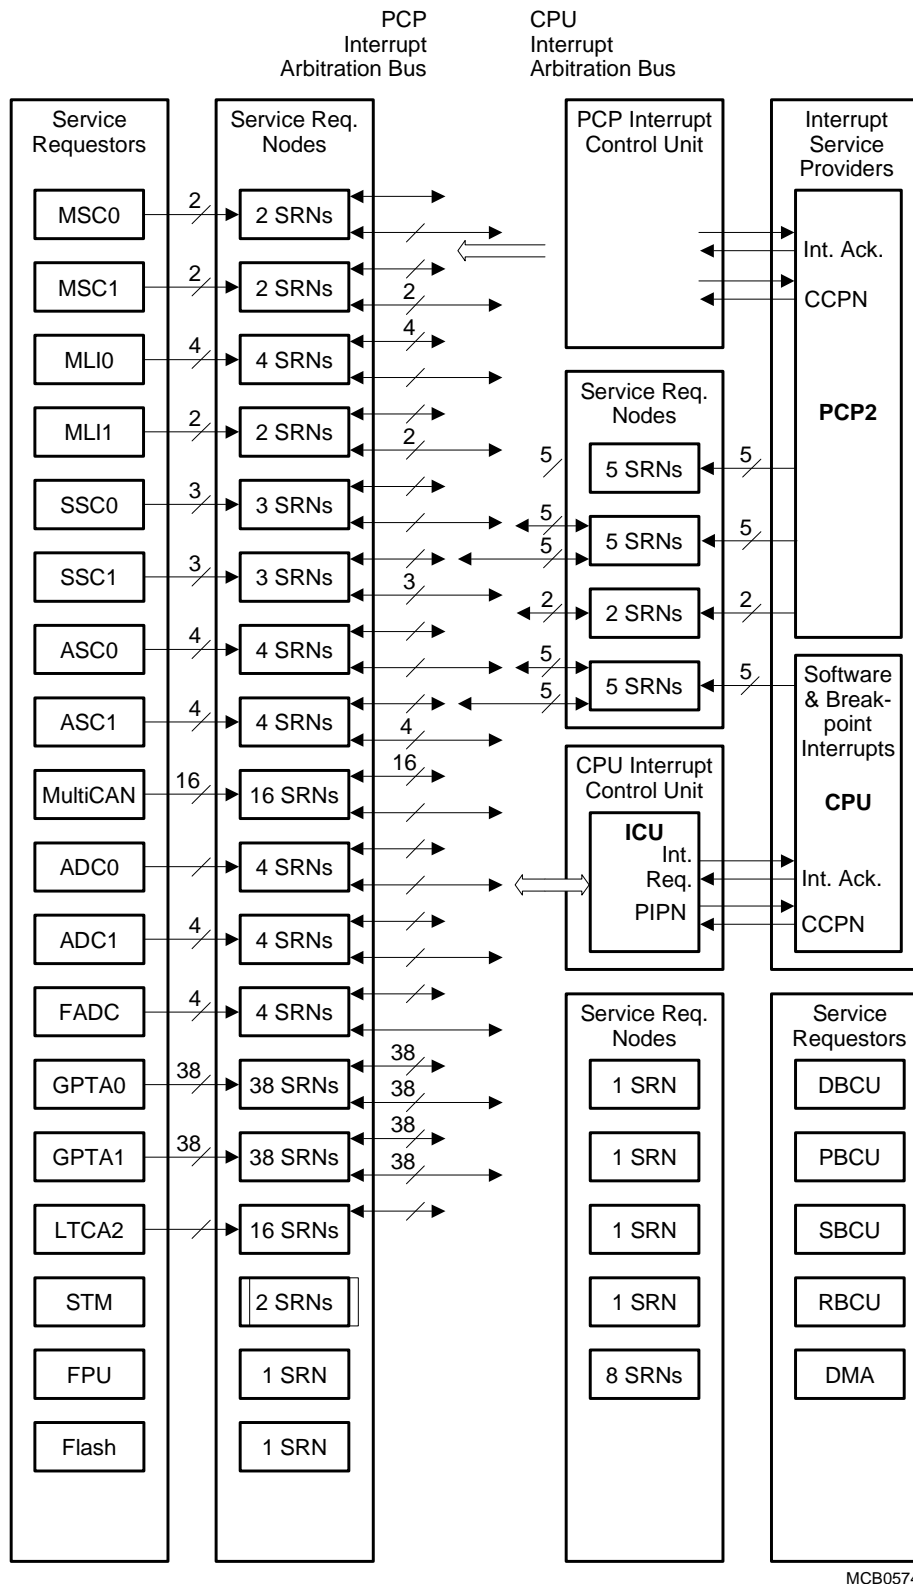 PCP
Interrupt
Arbitration Bus
CPU
Interrupt
Arbitration Bus
Service
Requestors
Service Req.
Nodes
PCP Interrupt
Control Unit
Interrupt
Service
Providers
MSC0
2
2 SRNs
Int. Ack.
MSC1
2
2 SRNs
2
CCPN
MLI0
4
4 SRNs
4
MLI1
2
2 SRNs
2
PCP2
Service Req.
Nodes
5
5 SRNs
5
SSC0
3
3 SRNs
5
5
5 SRNs
5
SSC1
3
3 SRNs
3
2
2 SRNs
2
ASC0
4
4 SRNs
5
5
5 SRNs
5
Software
& Break-
point
Interrupts
CPU
ASC1
4
4 SRNs
4
MultiCAN
16
16 SRNs
16
CPU Interrupt
Control Unit
ICU
Int.
Req.
PIPN
Int. Ack.
CCPN
ADC0
4 SRNs
ADC1
4
4 SRNs
FADC
4
4 SRNs
Service Req.
Nodes
Service
Requestors
GPTA0
38
38 SRNs
38
38
1 SRN
DBCU
GPTA1
38
38 SRNs
38
38
1 SRN
PBCU
LTCA2
16 SRNs
1 SRN
SBCU
STM
2 SRNs
1 SRN
RBCU
FPU
1 SRN
8 SRNs
DMA
Flash
1 SRN